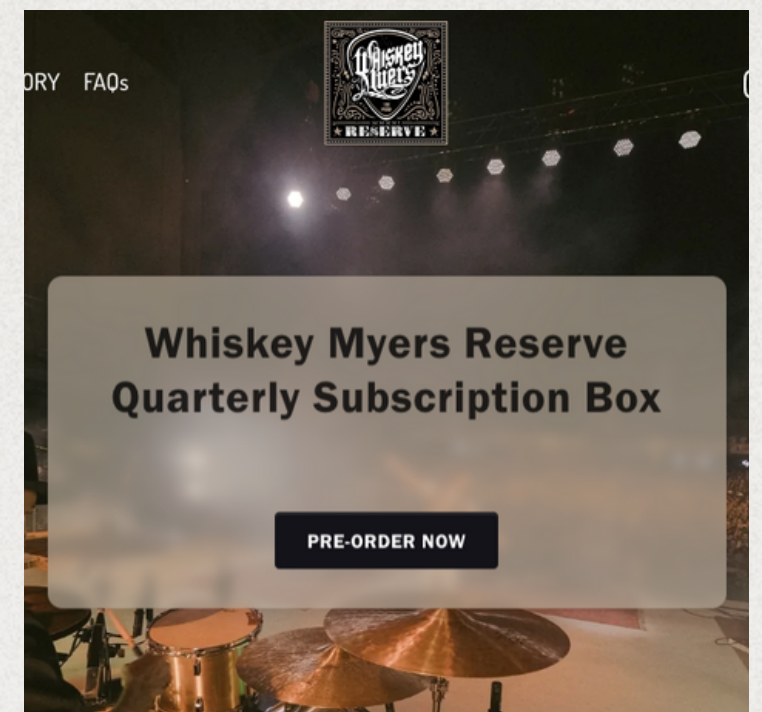 ORY FAQs
Whiskey
Myers
RESERVE
Whiskey Myers Reserve
Quarterly Subscription Box
PRE-ORDER NOW